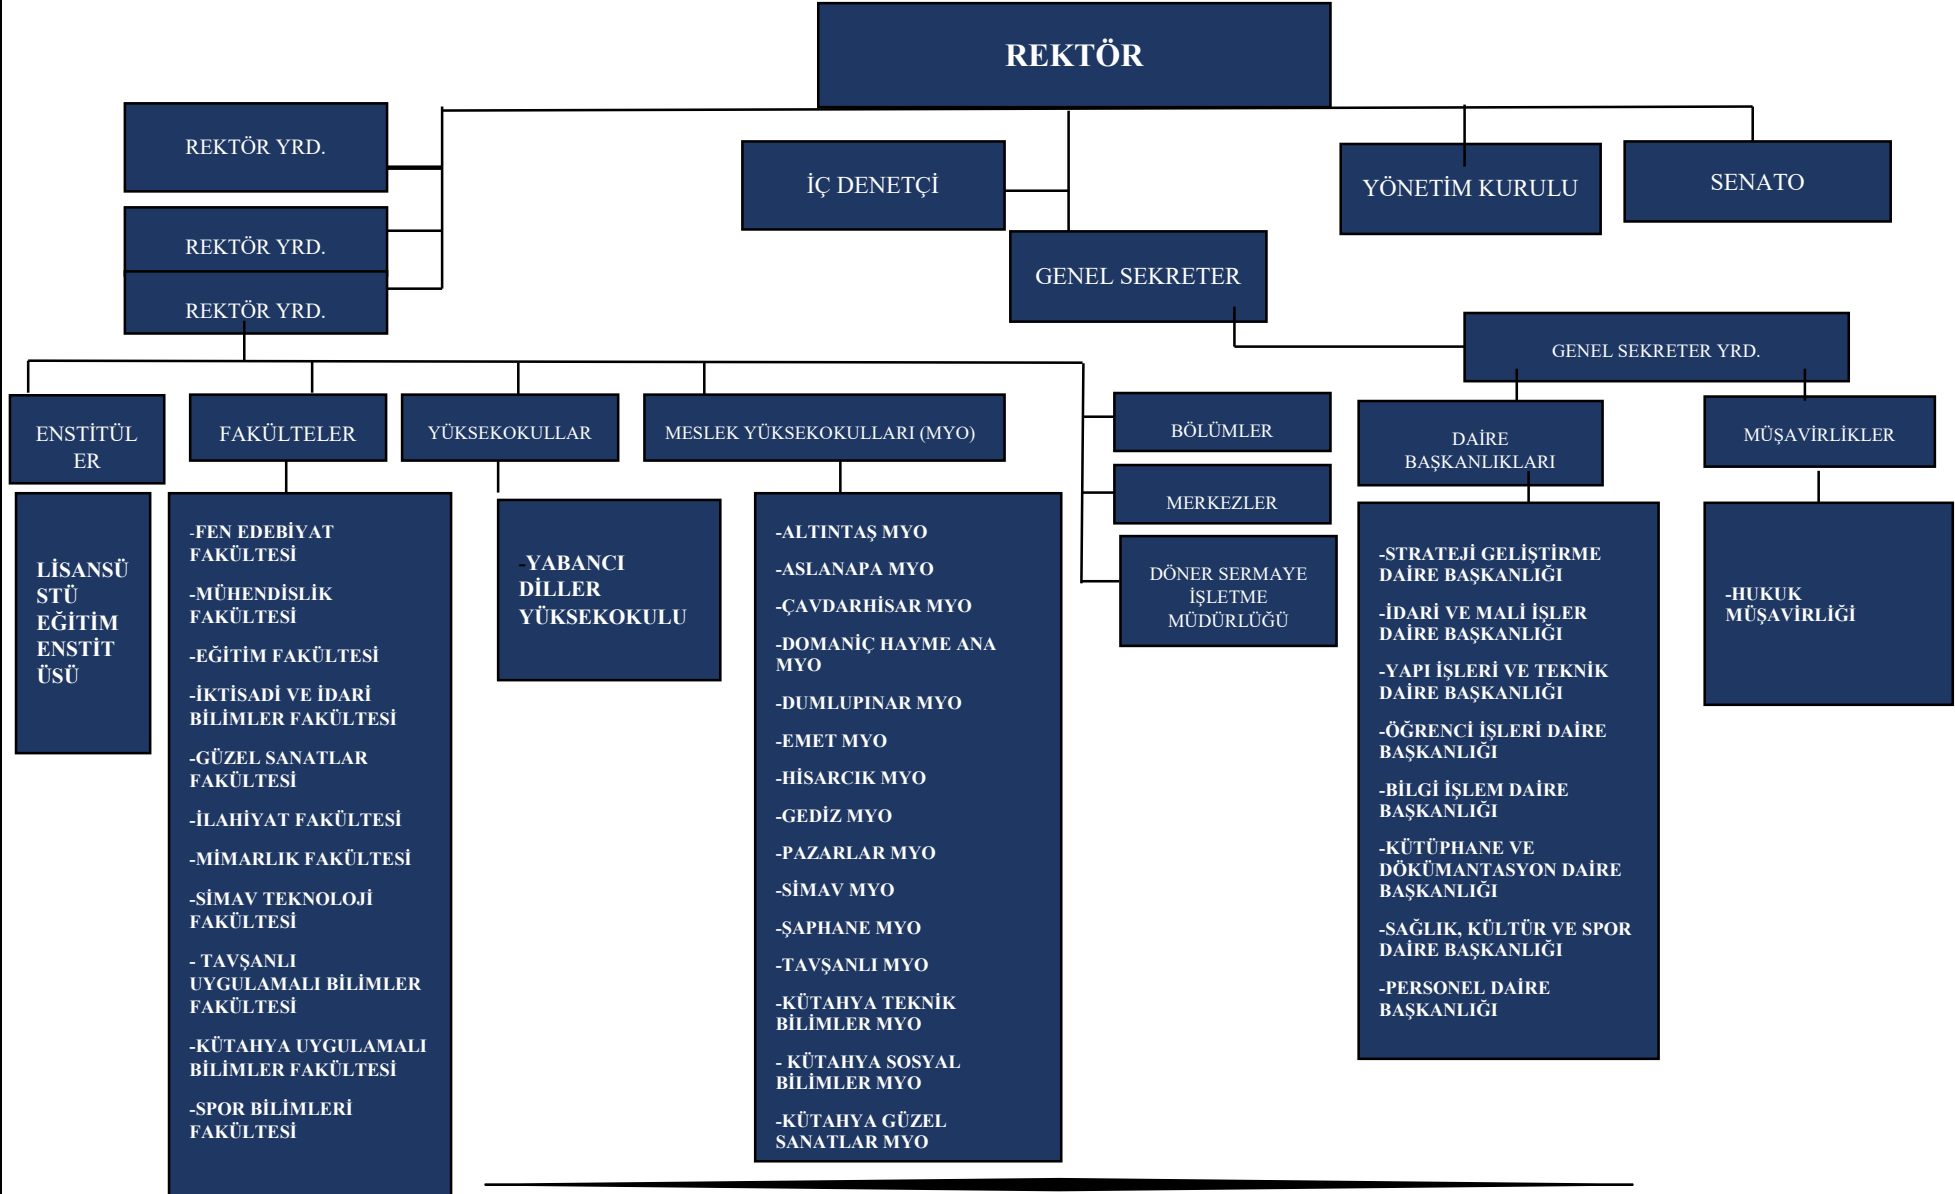 REKTÖR
REKTÖR YRD.
REKTÖR YRD.
REKTÖR YRD.
İÇ DENETÇİ
YÖNETİM KURULU
SENATO
GENEL SEKRETER
GENEL SEKRETER YRD.
ENSTİTÜL
ER
FAKÜLTELER
YÜKSEKOKULLAR
MESLEK YÜKSEKOKULLARI (MYO)
BÖLÜMLER
MERKEZLER
DÖNER SERMAYE
İŞLETME
MÜDÜRLÜĞÜ
DAİRE
BAŞKANLIKLARI
MÜŞAVİRLİKLER
LİSANSÜ
STÜ
EĞİTİM
ENSTİT
ÜSÜ
-FEN EDEBİYAT
FAKÜLTESİ
-MÜHENDİSLİK
FAKÜLTESİ
-EĞİTİM FAKÜLTESİ
-İKTİSADİ VE İDARİ
BİLİMLER FAKÜLTESİ
-GÜZEL SANATLAR
FAKÜLTESİ
-İLAHİYAT FAKÜLTESİ
-MİMARLIK FAKÜLTESİ
-SİMAV TEKNOLOJİ
FAKÜLTESİ
- TAVŞANLI
UYGULAMALI BİLİMLER
FAKÜLTESİ
-KÜTAHYA UYGULAMALI
BİLİMLER FAKÜLTESİ
-SPOR BİLİMLERİ
FAKÜLTESİ
-YABANCI
DİLLER
YÜKSEKOKULU
-ALTINTAŞ MYO
-ASLANAPA MYO
-ÇAVDARHİSAR MYO
-DOMANİÇ HAYME ANA
MYO
-DUMLUPINAR MYO
-EMET MYO
-HİSARCIK MYO
-GEDİZ MYO
-PAZARLAR MYO
-SİMAV MYO
-ŞAPHANE MYO
-TAVŞANLI MYO
-KÜTAHYA TEKNİK
BİLİMLER MYO
- KÜTAHYA SOSYAL
BİLİMLER MYO
-KÜTAHYA GÜZEL
SANATLAR MYO
-STRATEJİ GELİŞTİRME
DAİRE BAŞKANLIĞI
-İDARİ VE MALİ İŞLER
DAİRE BAŞKANLIĞI
-YAPI İŞLERİ VE TEKNİK
DAİRE BAŞKANLIĞI
-ÖĞRENCİ İŞLERİ DAİRE
BAŞKANLIĞI
-BİLGİ İŞLEM DAİRE
BAŞKANLIĞI
-KÜTÜPHANE VE
DÖKÜMANTASYON DAİRE
BAŞKANLIĞI
-SAĞLIK, KÜLTÜR VE SPOR
DAİRE BAŞKANLIĞI
-PERSONEL DAİRE
BAŞKANLIĞI
-HUKUK
MÜŞAVİRLİĞİ